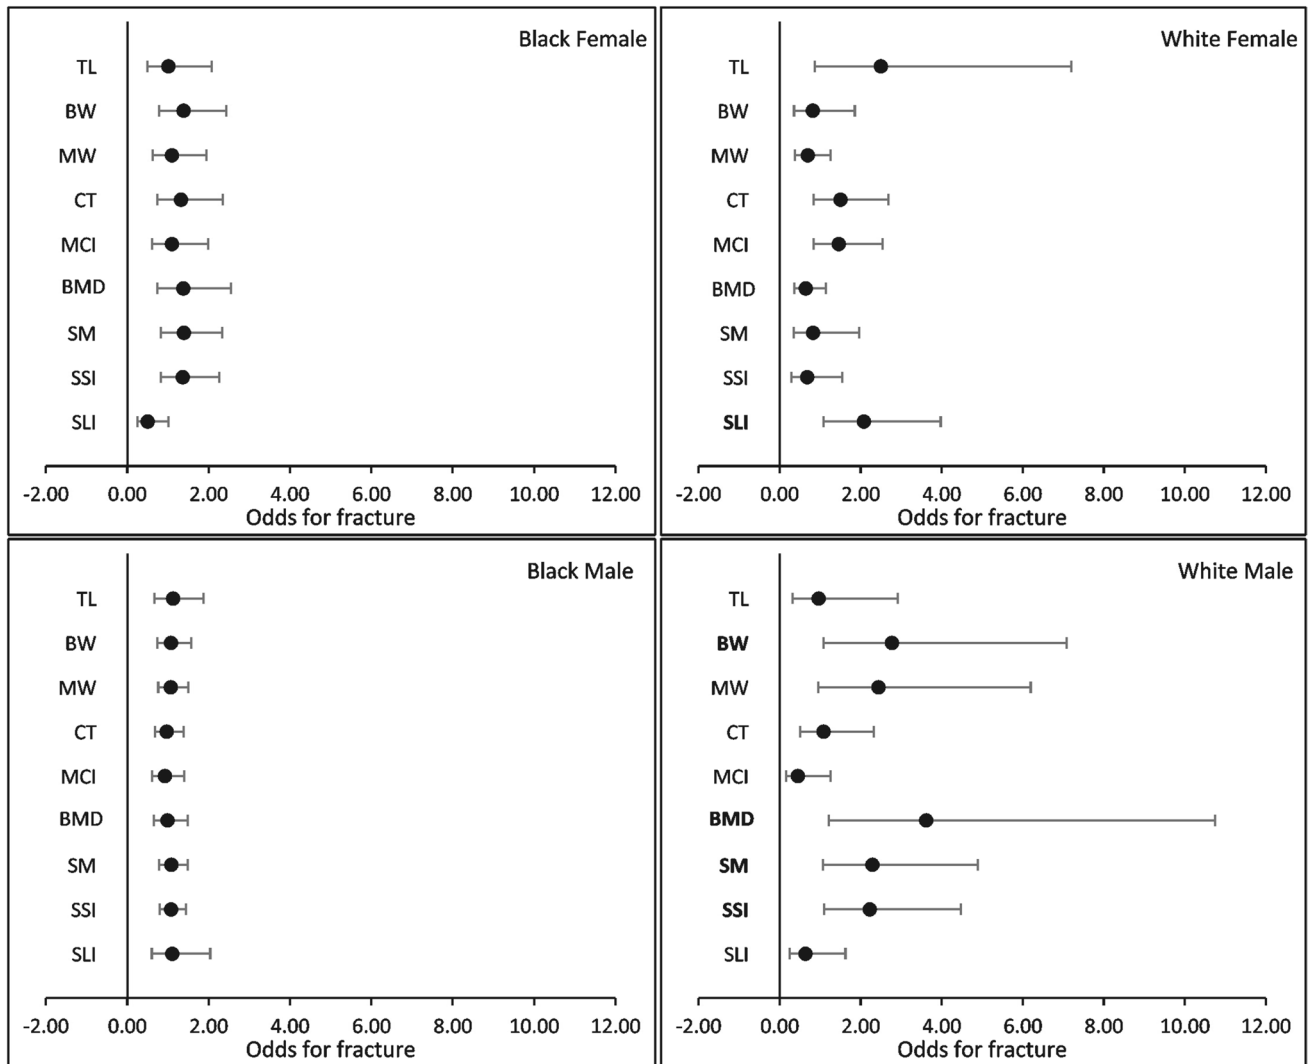 Black Female
TL
BW
MW
CT
MCI
BMD
SM
SSI
SLI
-2.00 0.00 2.00 4.00 6.00 8.00 10.00 12.00
Odds for fracture
White Female
TL
BW
MW
CT
MCI
BMD
SM
SSI
SLI
-2.00 0.00 2.00 4.00 6.00 8.00 10.00 12.00
Odds for fracture
Black Male
TL
BW
MW
CT
MCI
BMD
SM
SSI
SLI
-2.00 0.00 2.00 4.00 6.00 8.00 10.00 12.00
Odds for fracture
White Male
TL
BW
MW
CT
MCI
BMD
SM
SSI
SLI
-2.00 0.00 2.00 4.00 6.00 8.00 10.00 12.00
Odds for fracture